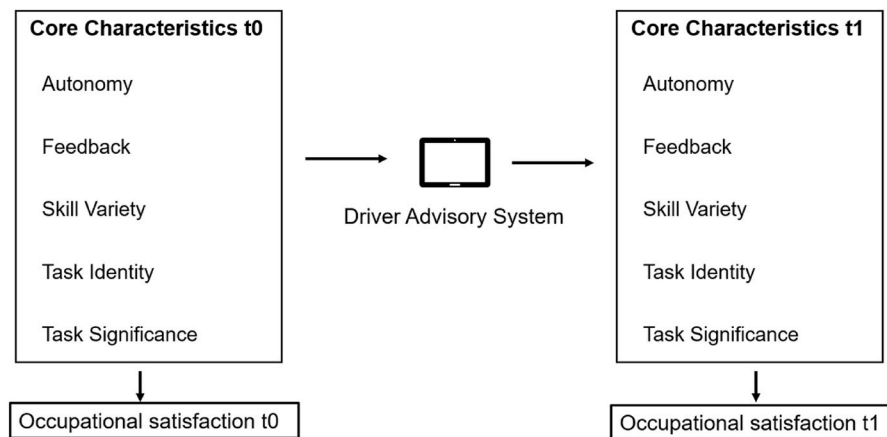 Core Characteristics t0
Autonomy
Feedback
Skill Variety
Task Identity
Task Significance
Occupational satisfaction t0
Driver Advisory System
Core Characteristics t1
Autonomy
Feedback
Skill Variety
Task Identity
Task Significance
Occupational satisfaction t1